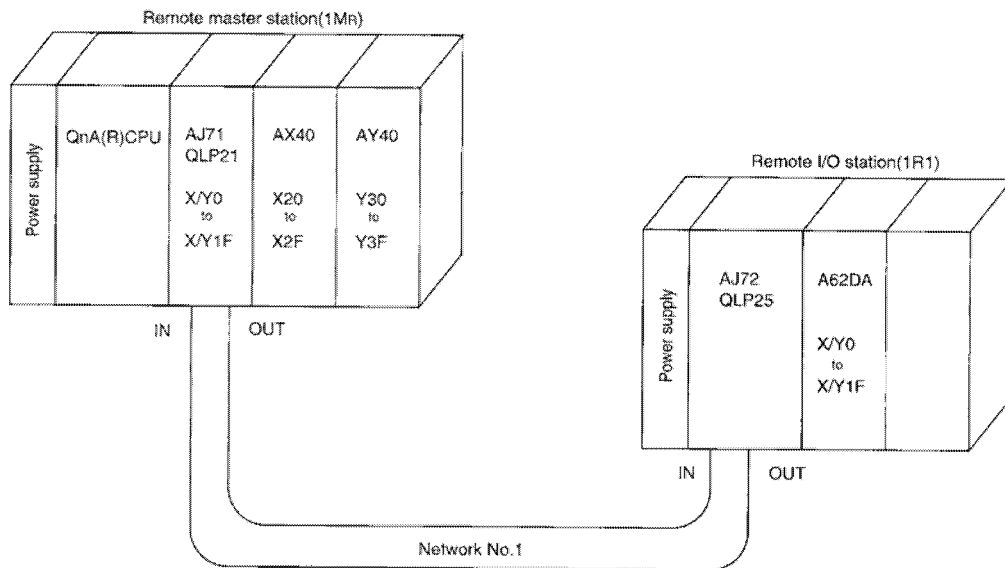 Remote master station(1MR)
Power supply
QnA(R)CPU
AJ71
QLP21
X/Y0
to
X/Y1F
AX40
X20
to
X2F
AY40
Y30
to
Y3F
IN
OUT
Remote I/O station(1R1)
Power supply
AJ72
QLP25
A62DA
X/Y0
to
X/Y1F
IN
OUT
Network No.1